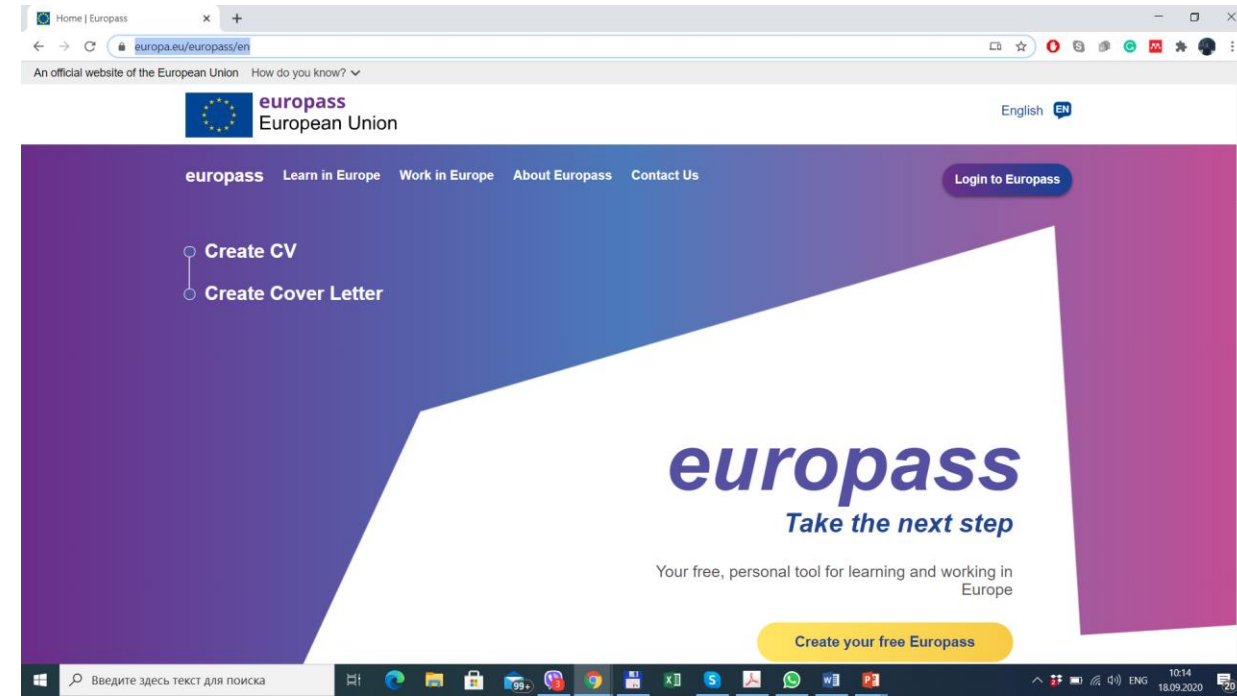 Home | Europass
europa.eu/europass/en
An official website of the European Union How do you know?
europass
European Union
English EN
europass Learn in Europe Work in Europe About Europass Contact Us Login to Europass
Create CV
Create Cover Letter
europass
Take the next step
Your free, personal tool for learning and working in
Europe
Create your free Europass
Введите здесь текст для поиска 99+ 3 ENG 10:14
18.09.2020 20